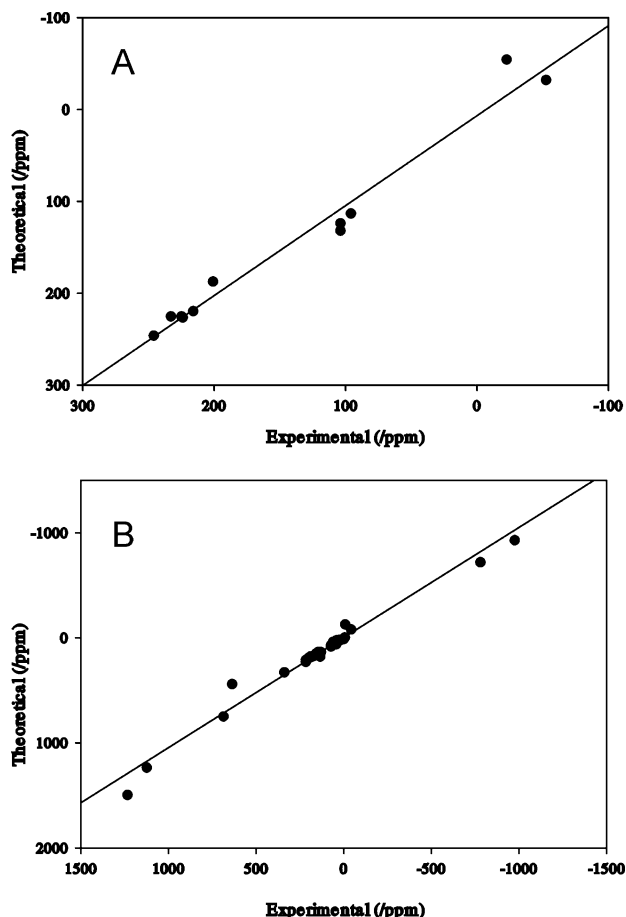 -100
A
0
100
200
300
Theoretical (/ppm)
300 200 100 0 -100
Experimental (/ppm)
B
-1000
0
1000
2000
Theoretical (/ppm)
1500 1000 500 0 -500 -1000 -1500
Experimental (/ppm)